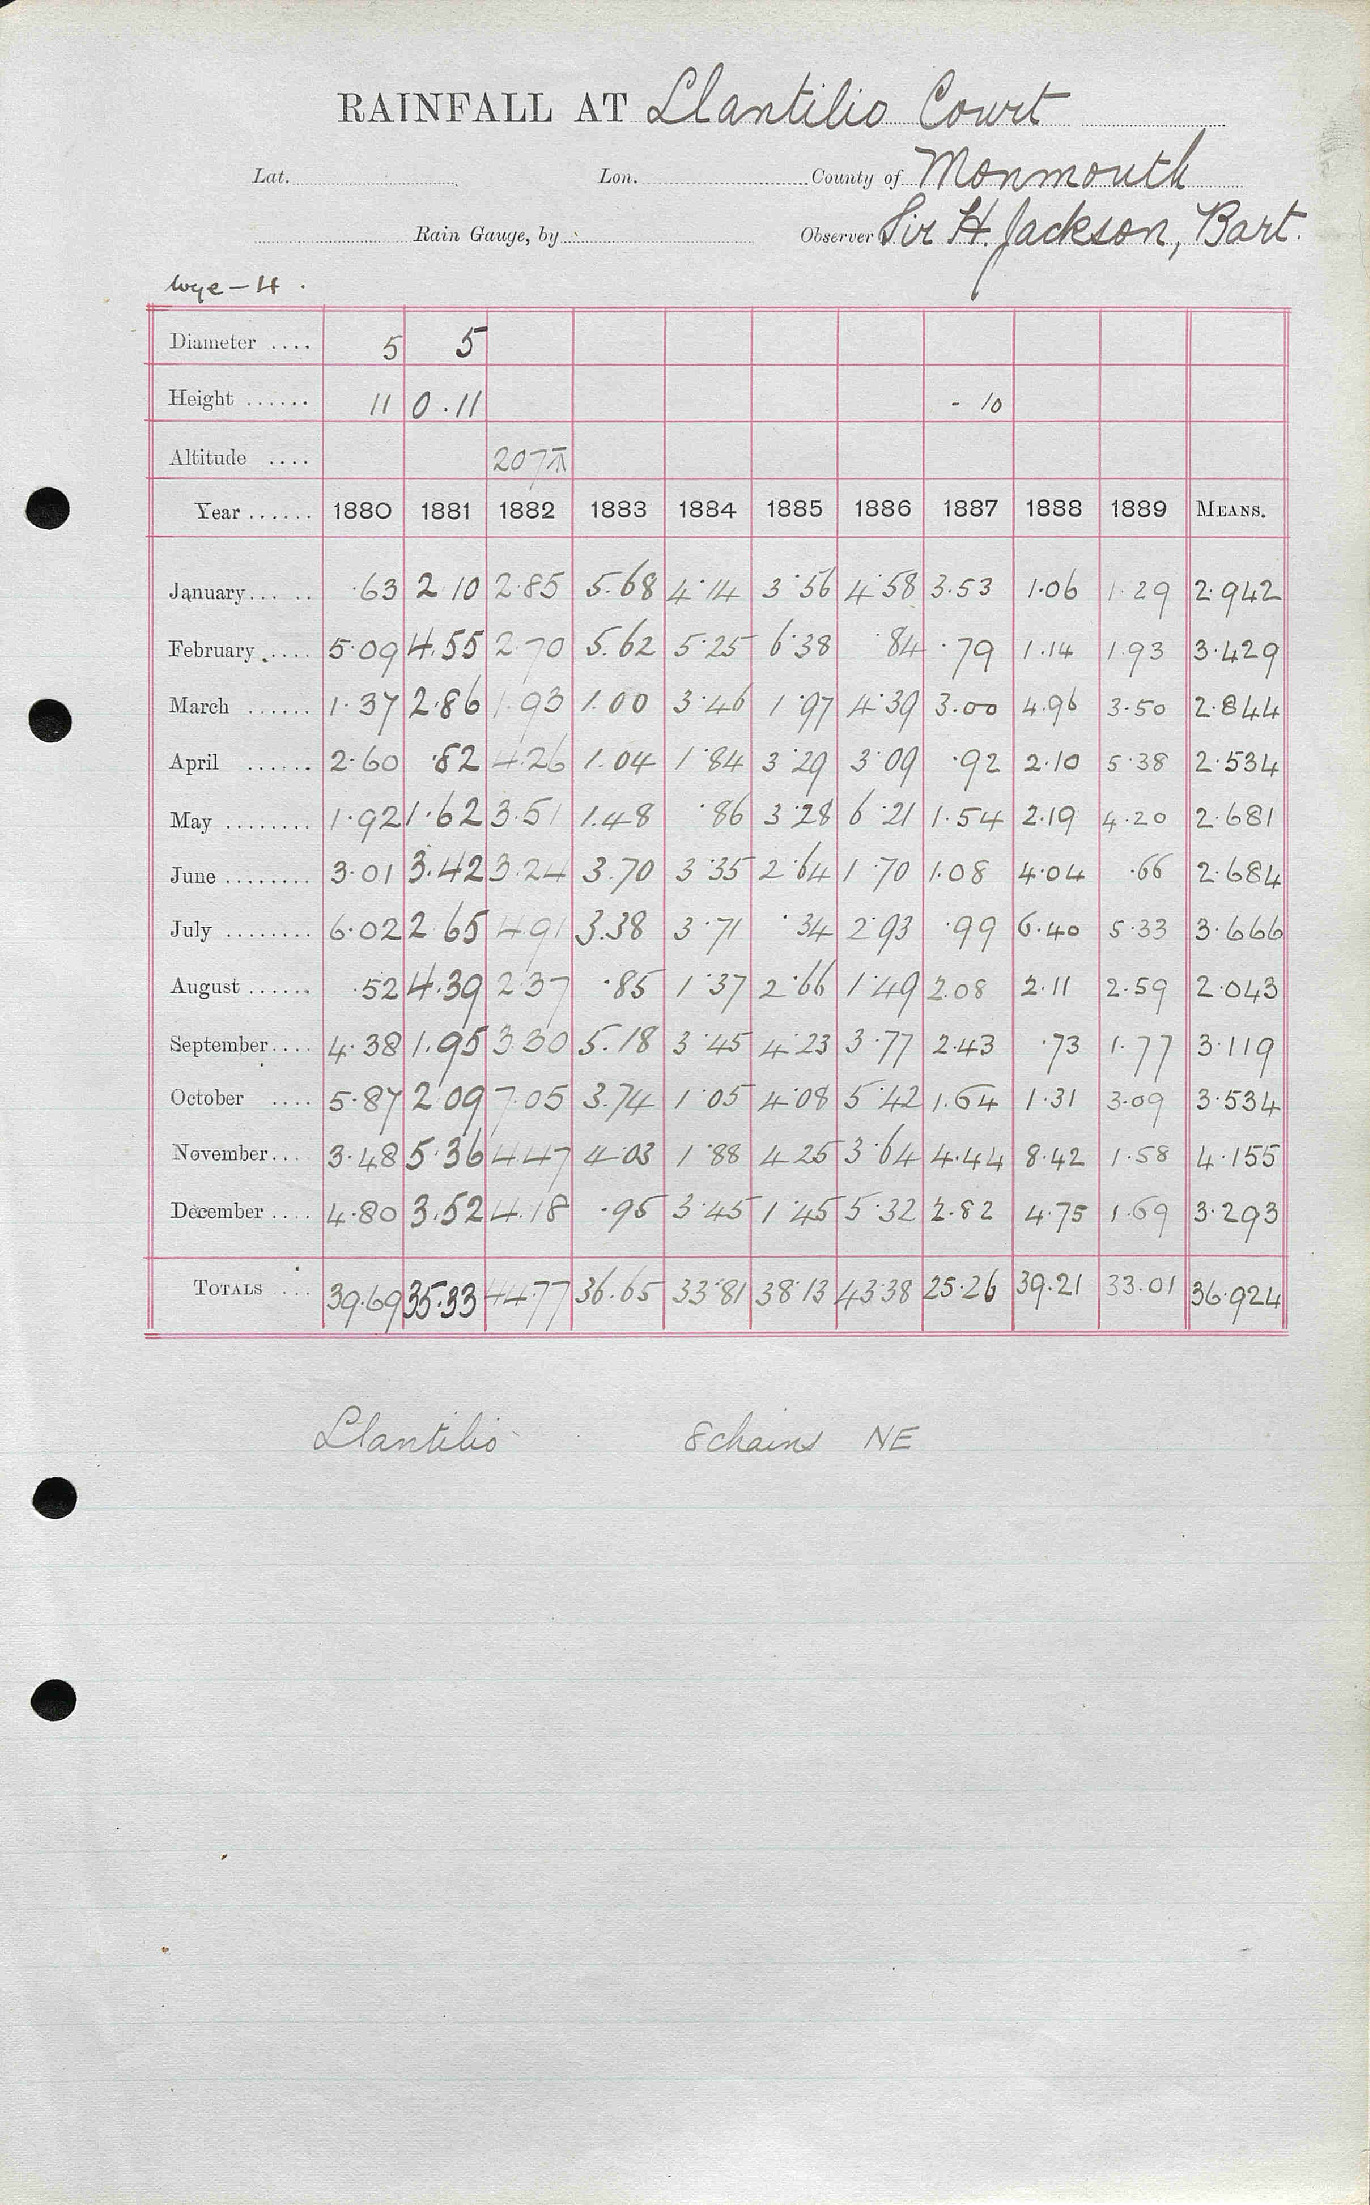 RAINFALL AT Llantilio Court
Lat. Lon. County of Monmouth
Rain Gauge, by Observer Sir H. Jackson, Bart.
Wye - 4.
Diameter .... 5 5
Height ...... 11 0.11 - 10
Altitude .... 207
Year ...... 1880 1881 1882 1883 1884 1885 1886 1887 1888 1889 MEANS.
January ...... .63 2.10 2.85 5.68 4.14 3.56 4.58 3.53 1.06 1.29 2.942
February ..... 5.09 4.55 2.70 5.62 5.25 6.38 .84 .79 1.14 1.93 3.429
March ...... 1.37 2.86 1.93 1.00 3.46 1.97 4.39 3.00 4.96 3.50 2.844
April ...... 2.60 .82 4.26 1.04 1.84 3.29 3.09 .92 2.10 5.38 2.534
May ........ 1.92 1.62 3.51 1.48 .86 3.28 6.21 1.54 2.19 4.20 2.681
June ........ 3.01 3.42 3.24 3.70 3.35 2.64 1.70 1.08 4.04 .66 2.684
July ........ 6.02 2.65 4.91 3.38 3.71 .34 2.93 .99 6.40 5.33 3.666
August ...... .52 4.39 2.37 .85 1.37 2.66 1.49 2.08 2.11 2.59 2.043
September .... 4.38 1.95 3.30 5.18 3.45 4.23 3.77 2.43 .73 1.77 3.119
October .... 5.87 2.09 7.05 3.74 1.05 4.08 5.42 1.64 1.31 3.09 3.534
November ... 3.48 5.36 4.47 4.03 1.88 4.25 3.64 4.44 8.42 1.58 4.155
December .... 4.80 3.52 4.18 .95 3.45 1.45 5.32 2.82 4.75 1.69 3.293
TOTALS ... 39.69 35.33 44.77 36.65 33.81 38.13 43.38 25.26 39.21 33.01 36.924
Llantilio 8 chains NE